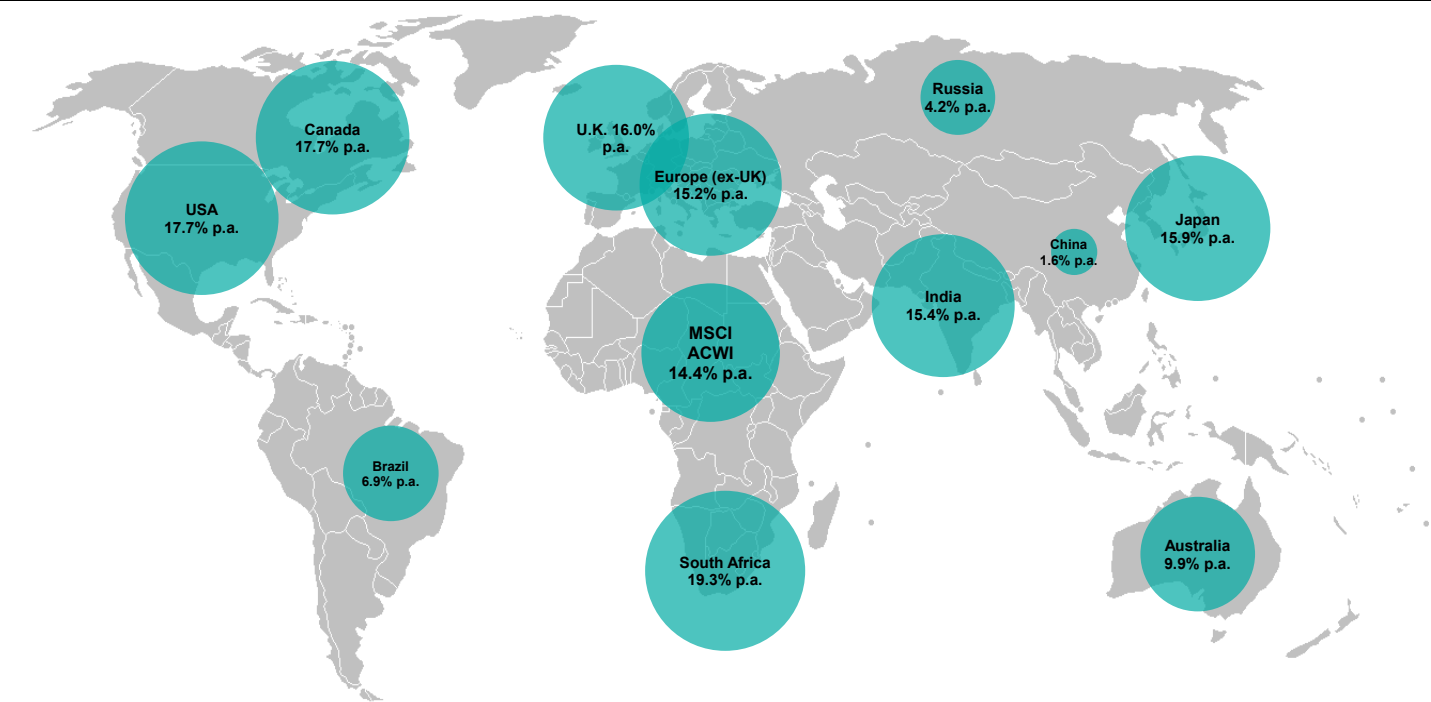 Canada
17.7% p.a.
USA
17.7% p.a.
U.K. 16.0%
p.a.
Europe (ex-UK)
15.2% p.a.
Russia
4.2% p.a.
Japan
15.9% p.a.
China
1.6% p.a.
India
15.4% p.a.
MSCI
ACWI
14.4% p.a.
Brazil
6.9% p.a.
South Africa
19.3% p.a.
Australia
9.9% p.a.